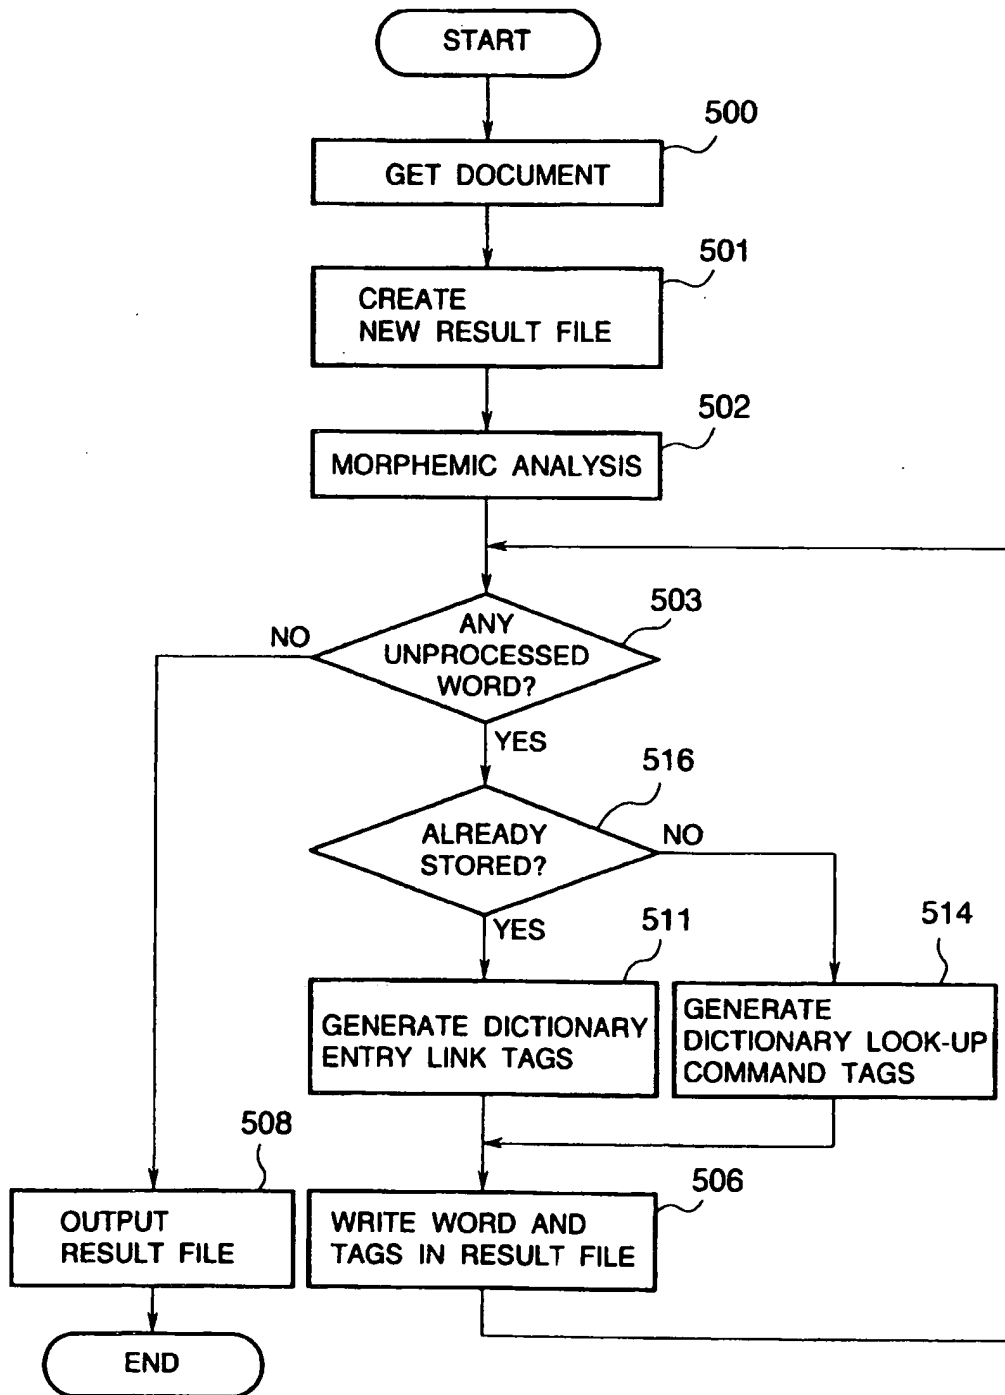 START
500
GET DOCUMENT
501
CREATE
NEW RESULT FILE
502
MORPHEMIC ANALYSIS
503
NO
ANY
UNPROCESSED
WORD?
YES
516
ALREADY
STORED?
NO
YES
511
514
GENERATE DICTIONARY
ENTRY LINK TAGS
GENERATE
DICTIONARY LOOK-UP
COMMAND TAGS
508
506
OUTPUT
RESULT FILE
WRITE WORD AND
TAGS IN RESULT FILE
END